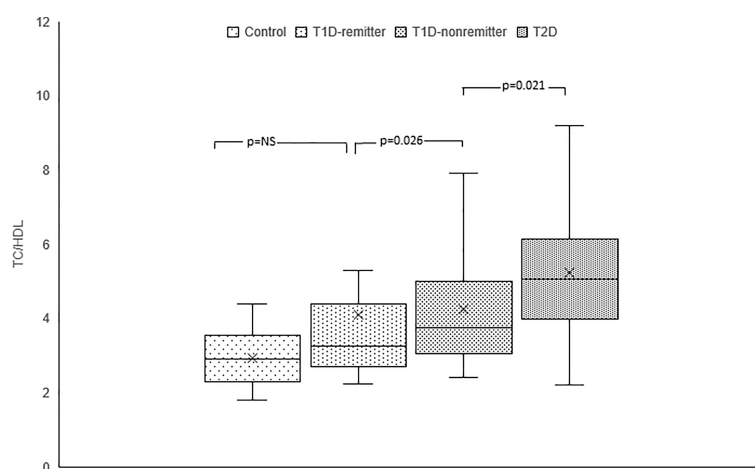 12
Control T1D-remitter T1D-nonremitter T2D
10
p=0.021
p=NS
p=0.026
8
6
TC/HDL
4
2
0